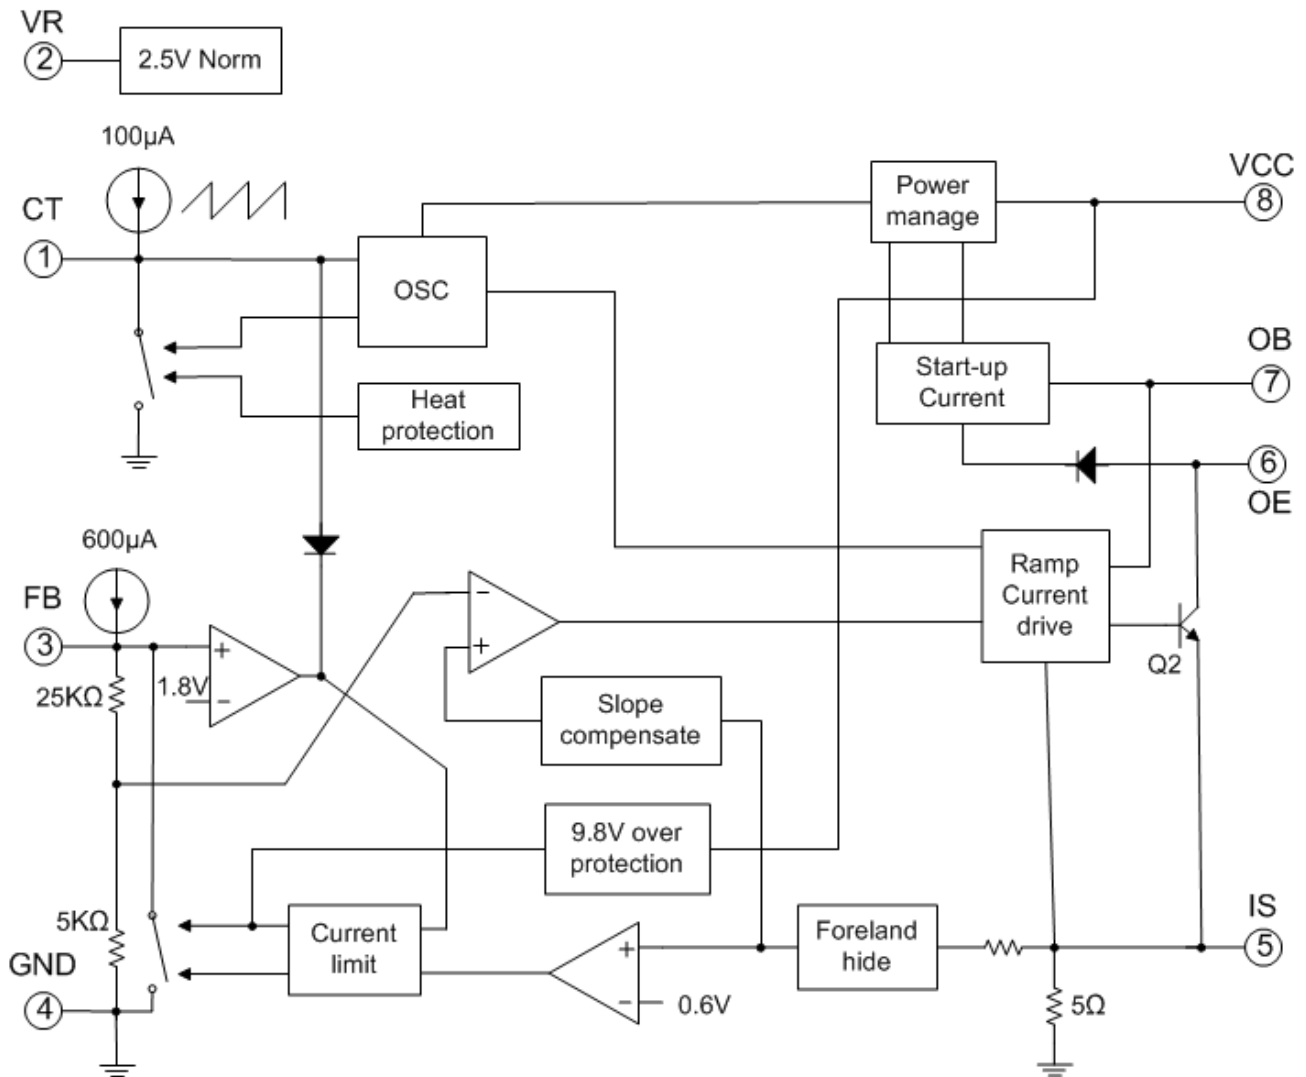 VR
2
2.5V Norm
100µA
CT
1
OSC
Power
manage
VCC
8
Heat
protection
Start-up
Current
OB
7
6
OE
600µA
FB
3
+
1.8V
−
25KΩ
−
+
Ramp
Current
drive
Q2
Slope
compensate
9.8V over
protection
5KΩ
GND
4
Current
limit
+
−
0.6V
Foreland
hide
IS
5
5Ω